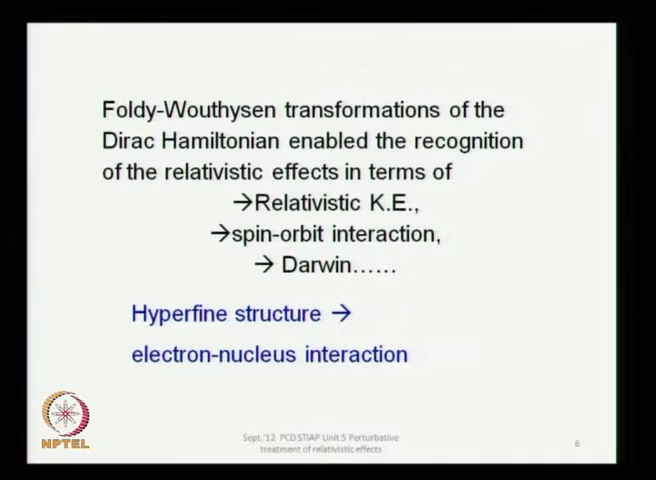 Foldy-Wouthysen transformations of the
Dirac Hamiltonian enabled the recognition
of the relativistic effects in terms of
→Relativistic K.E.,
→spin-orbit interaction,
→ Darwin......
Hyperfine structure →
electron-nucleus interaction
NPTEL
Sept.'12 PCD STIAP Unit 5 Perturbative
treatment of relativistic effects
6